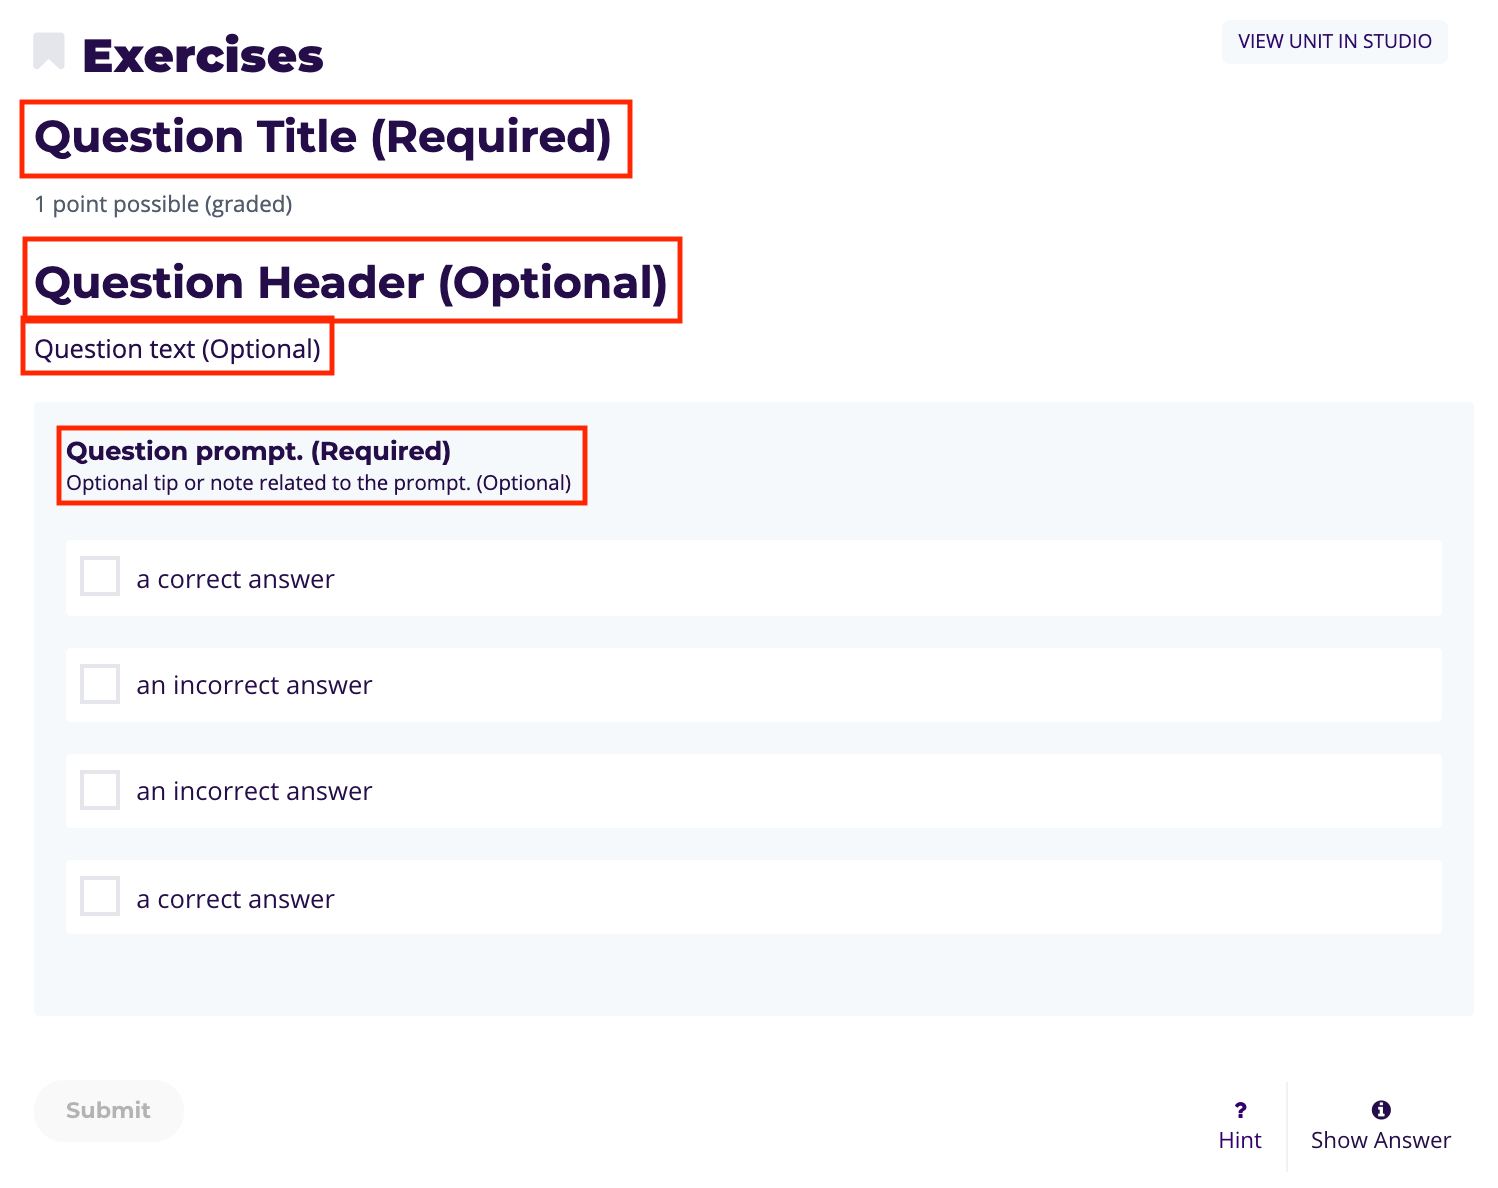 Exercises
VIEW UNIT IN STUDIO
Question Title (Required)
1 point possible (graded)
Question Header (Optional)
Question text (Optional)
Question prompt. (Required)
Optional tip or note related to the prompt. (Optional)
a correct answer
an incorrect answer
an incorrect answer
a correct answer
Submit
?
Hint
Show Answer